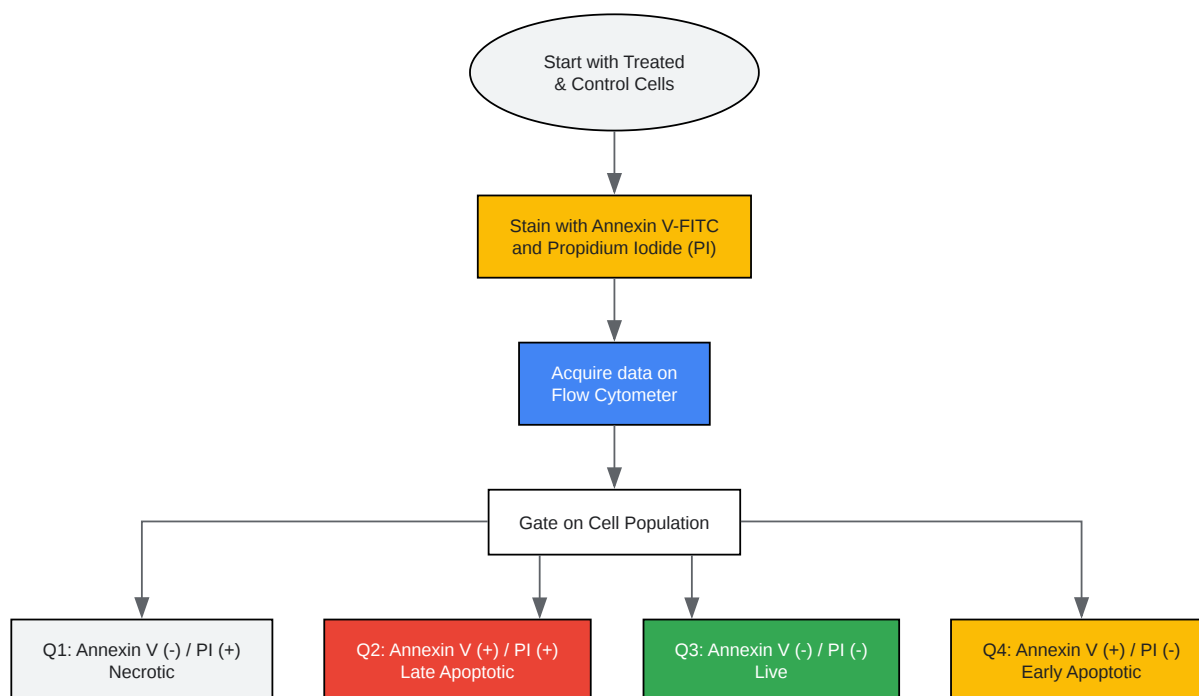 Start with Treated
& Control Cells
Stain with Annexin V-FITC
and Propidium Iodide (PI)
Acquire data on
Flow Cytometer
Gate on Cell Population
Q1: Annexin V (-) / PI (+)
Necrotic
Q2: Annexin V (+) / PI (+)
Late Apoptotic
Q3: Annexin V (-) / PI (-)
Live
Q4: Annexin V (+) / PI (-)
Early Apoptotic